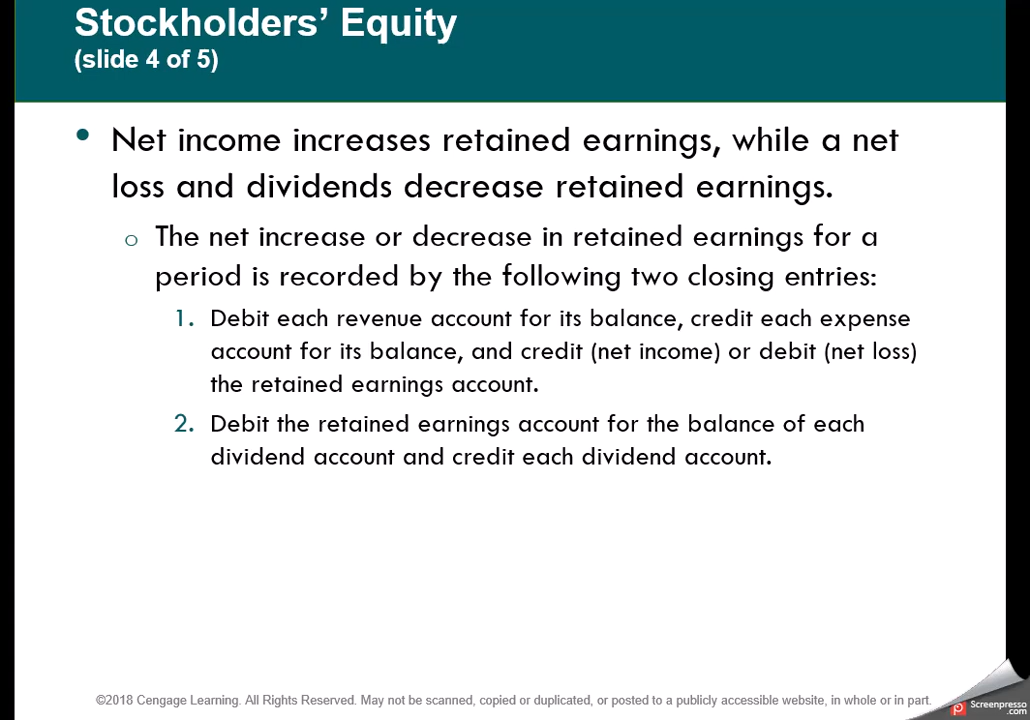 Stockholders’ Equity
(slide 4 of 5)
• Net income increases retained earnings, while a net
loss and dividends decrease retained earnings.
o The net increase or decrease in retained earnings for a
period is recorded by the following two closing entries:
1. Debit each revenue account for its balance, credit each expense
account for its balance, and credit (net income) or debit (net loss)
the retained earnings account.
2. Debit the retained earnings account for the balance of each
dividend account and credit each dividend account.
©2018 Cengage Learning. All Rights Reserved. May not be scanned, copied or duplicated, or posted to a publicly accessible website, in whole or in part.
Screenpresso
.com